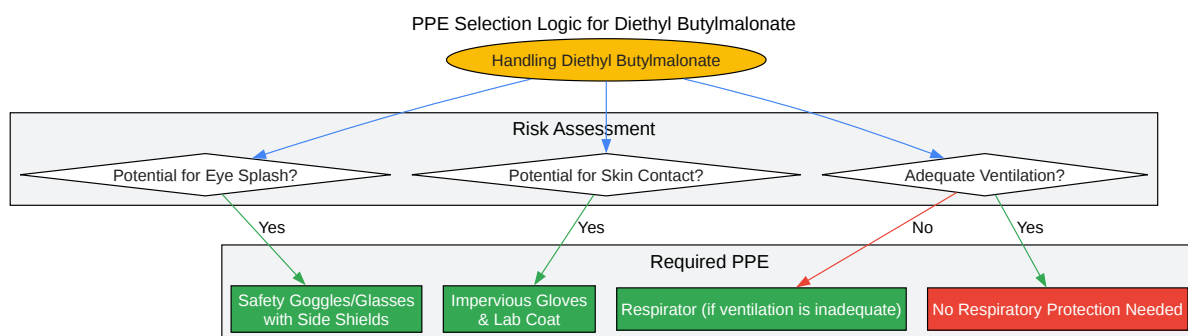 PPE Selection Logic for Diethyl Butylmalonate
Handling Diethyl Butylmalonate
Risk Assessment
Potential for Eye Splash?
Potential for Skin Contact?
Adequate Ventilation?
Yes
Yes
No
Yes
Required PPE
Safety Goggles/Glasses
with Side Shields
Impervious Gloves
& Lab Coat
Respirator (if ventilation is inadequate)
No Respiratory Protection Needed